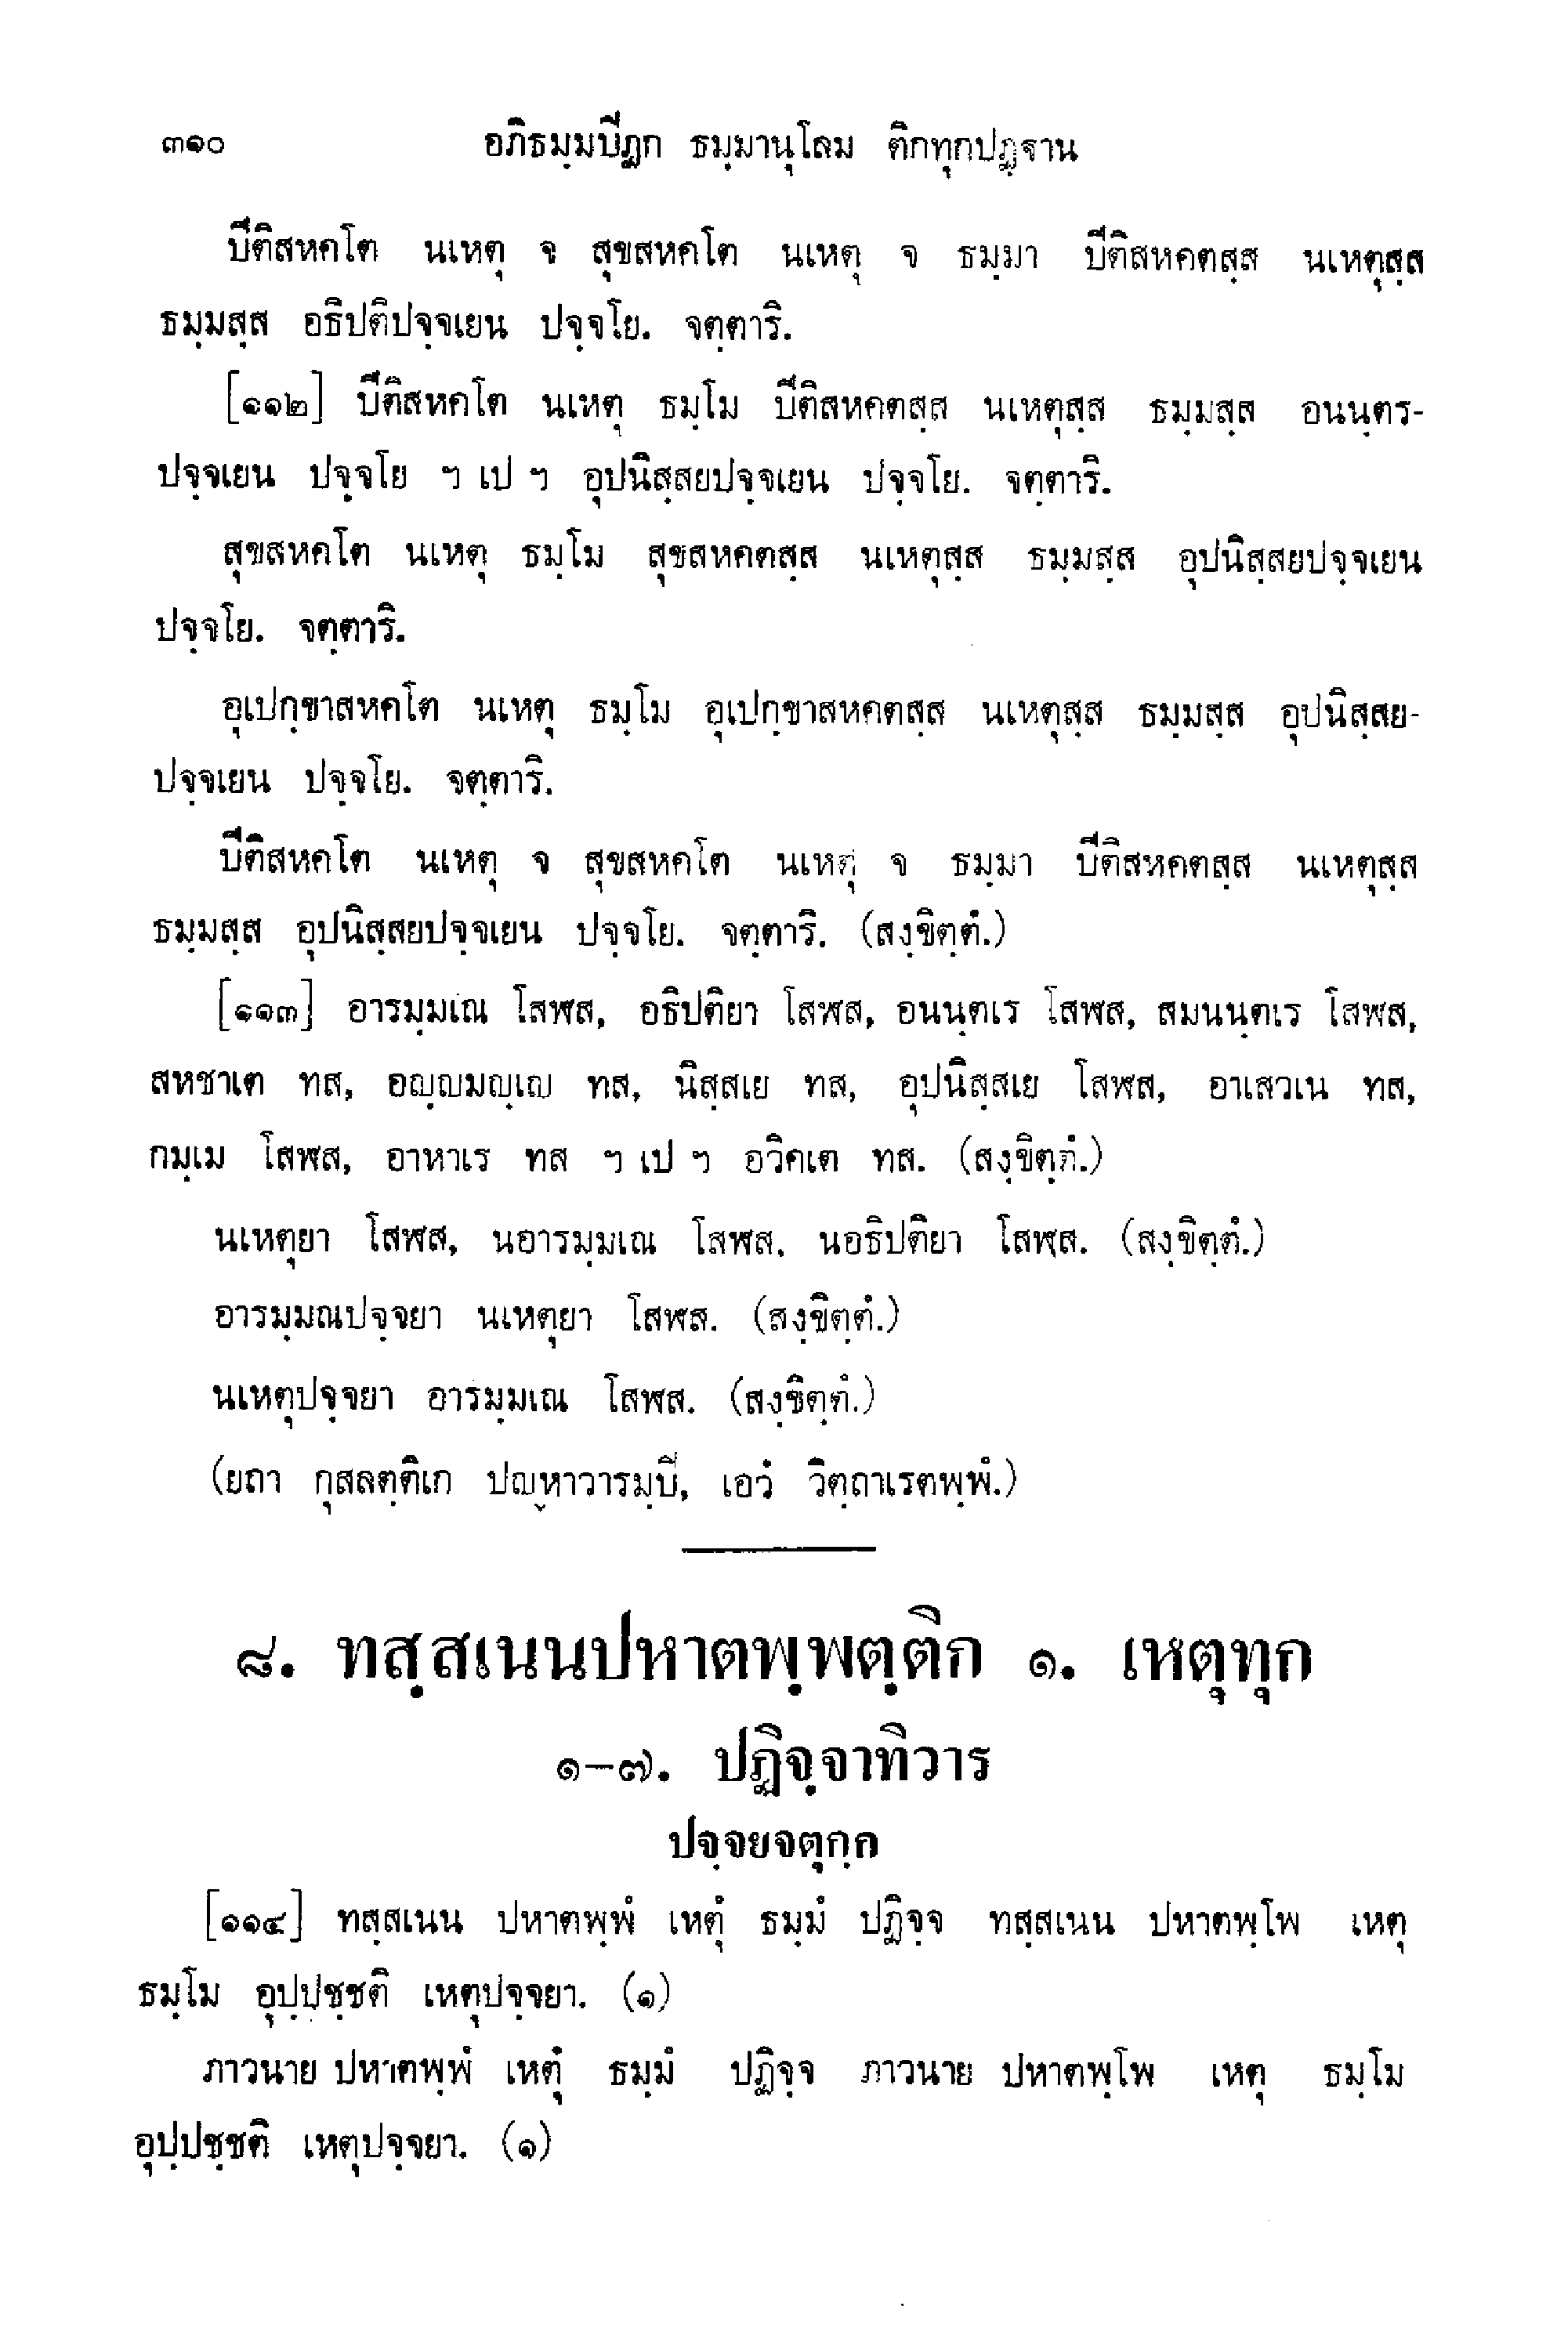 ๓๑๐ อภิธมฺมปีฏก ธมฺมานุโลม ติกทุกปฏฺฐาน
ปีติสหคโต นเหตุ จ สุขสหคโต นเหตุ จ ธมฺมา ปีติสหคตสฺส นเหตุสฺส
ธมฺมสฺส อธิปติปจฺจเยน ปจฺจโย. จตฺตาริ.
[๑๑๒] ปีติสหคโต นเหตุ ธมฺโม ปีติสหคตสฺส นเหตุสฺส ธมฺมสฺส อนนฺตร-
ปจฺจเยน ปจฺจโย ฯ เป ฯ อุปนิสฺสยปจฺจเยน ปจฺจโย. จตฺตาริ.
สุขสหคโต นเหตุ ธมฺโม สุขสหคตสฺส นเหตุสฺส ธมฺมสฺส อุปนิสฺสยปจฺจเยน
ปจฺจโย. จตฺตาริ.
อุเปกฺขาสหคโต นเหตุ ธมฺโม อุเปกฺขาสหคตสฺส นเหตุสฺส ธมฺมสฺส อุปนิสฺสย-
ปจฺจเยน ปจฺจโย. จตฺตาริ.
ปีติสหคโต นเหตุ จ สุขสหคโต นเหตุ จ ธมฺมา ปีติสหคตสฺส นเหตุสฺส
ธมฺมสฺส อุปนิสฺสยปจฺจเยน ปจฺจโย. จตฺตาริ. (สงฺขิตฺตํ.)
[๑๑๓] อารมฺมเณ โสฬส, อธิปติยา โสฬส, อนนฺตเร โสฬส, สมนนฺตเร โสฬส,
สหชาเต ทส, อญฺญมญฺเญ ทส, นิสฺสเย ทส, อุปนิสฺสเย โสฬส, อาเสวเน ทส,
กมฺเม โสฬส, อาหาเร ทส ฯ เป ฯ อวิคเต ทส. (สงฺขิตฺตํ.)
นเหตุยา โสฬส, นอารมฺมเณ โสฬส, นอธิปติยา โสฬส. (สงฺขิตฺตํ.)
อารมฺมณปจฺจยา นเหตุยา โสฬส. (สงฺขิตฺตํ.)
นเหตุปจฺจยา อารมฺมเณ โสฬส. (สงฺขิตฺตํ.)
(ยถา กุสลตฺติเก ปญฺหาวารมฺปิ, เอวํ วิตฺถาเรตพฺพํ.)
๘. ทสฺสเนนปหาตพฺพตฺติก ๑. เหตุทุก
๑-๗. ปฏิจฺจาทิวาร
ปจฺจยจตุกฺก
[๑๑๔] ทสฺสเนน ปหาตพฺพํ เหตุํ ธมฺมํ ปฏิจฺจ ทสฺสเนน ปหาตพฺโพ เหตุ
ธมฺโม อุปฺปชฺชติ เหตุปจฺจยา. (๑)
ภาวนาย ปหาตพฺพํ เหตุํ ธมฺมํ ปฏิจฺจ ภาวนาย ปหาตพฺโพ เหตุ ธมฺโม
อุปฺปชฺชติ เหตุปจฺจยา. (๑)